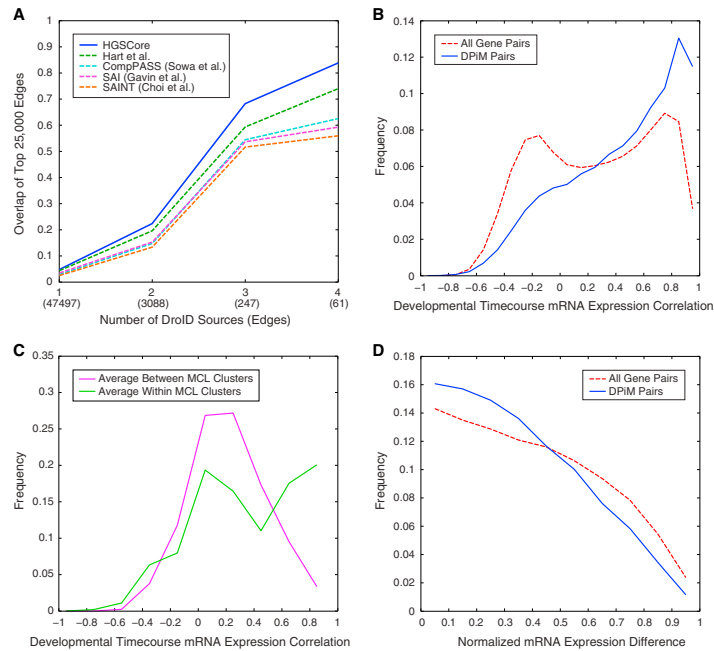 A
Overlap of Top 25,000 Edges
1
0.9
0.8
0.7
0.6
0.5
0.4
0.3
0.2
0.1
0
HGSCore
Hart et al.
CompPASS (Sowa et al.)
SAI (Gavin et al.)
SAINT (Choi et al.)
1 2 3 4
(47497) (3088) (247) (61)
Number of DroID Sources (Edges)
B
Frequency
0.14
0.12
0.10
0.08
0.06
0.04
0.02
0
All Gene Pairs
DPiM Pairs
−1 −0.8 −0.6 −0.4 −0.2 0 0.2 0.4 0.6 0.8 1
Developmental Timecourse mRNA Expression Correlation
C
Frequency
0.35
0.3
0.25
0.2
0.15
0.1
0.05
0
Average Between MCL Clusters
Average Within MCL Clusters
−1 −0.8 −0.6 −0.4 −0.2 0 0.2 0.4 0.6 0.8 1
Developmental Timecourse mRNA Expression Correlation
D
Frequency
0.18
0.16
0.14
0.12
0.10
0.08
0.06
0.04
0.02
0
All Gene Pairs
DPiM Pairs
0 0.1 0.2 0.3 0.4 0.5 0.6 0.7 0.8 0.9 1
Normalized mRNA Expression Difference